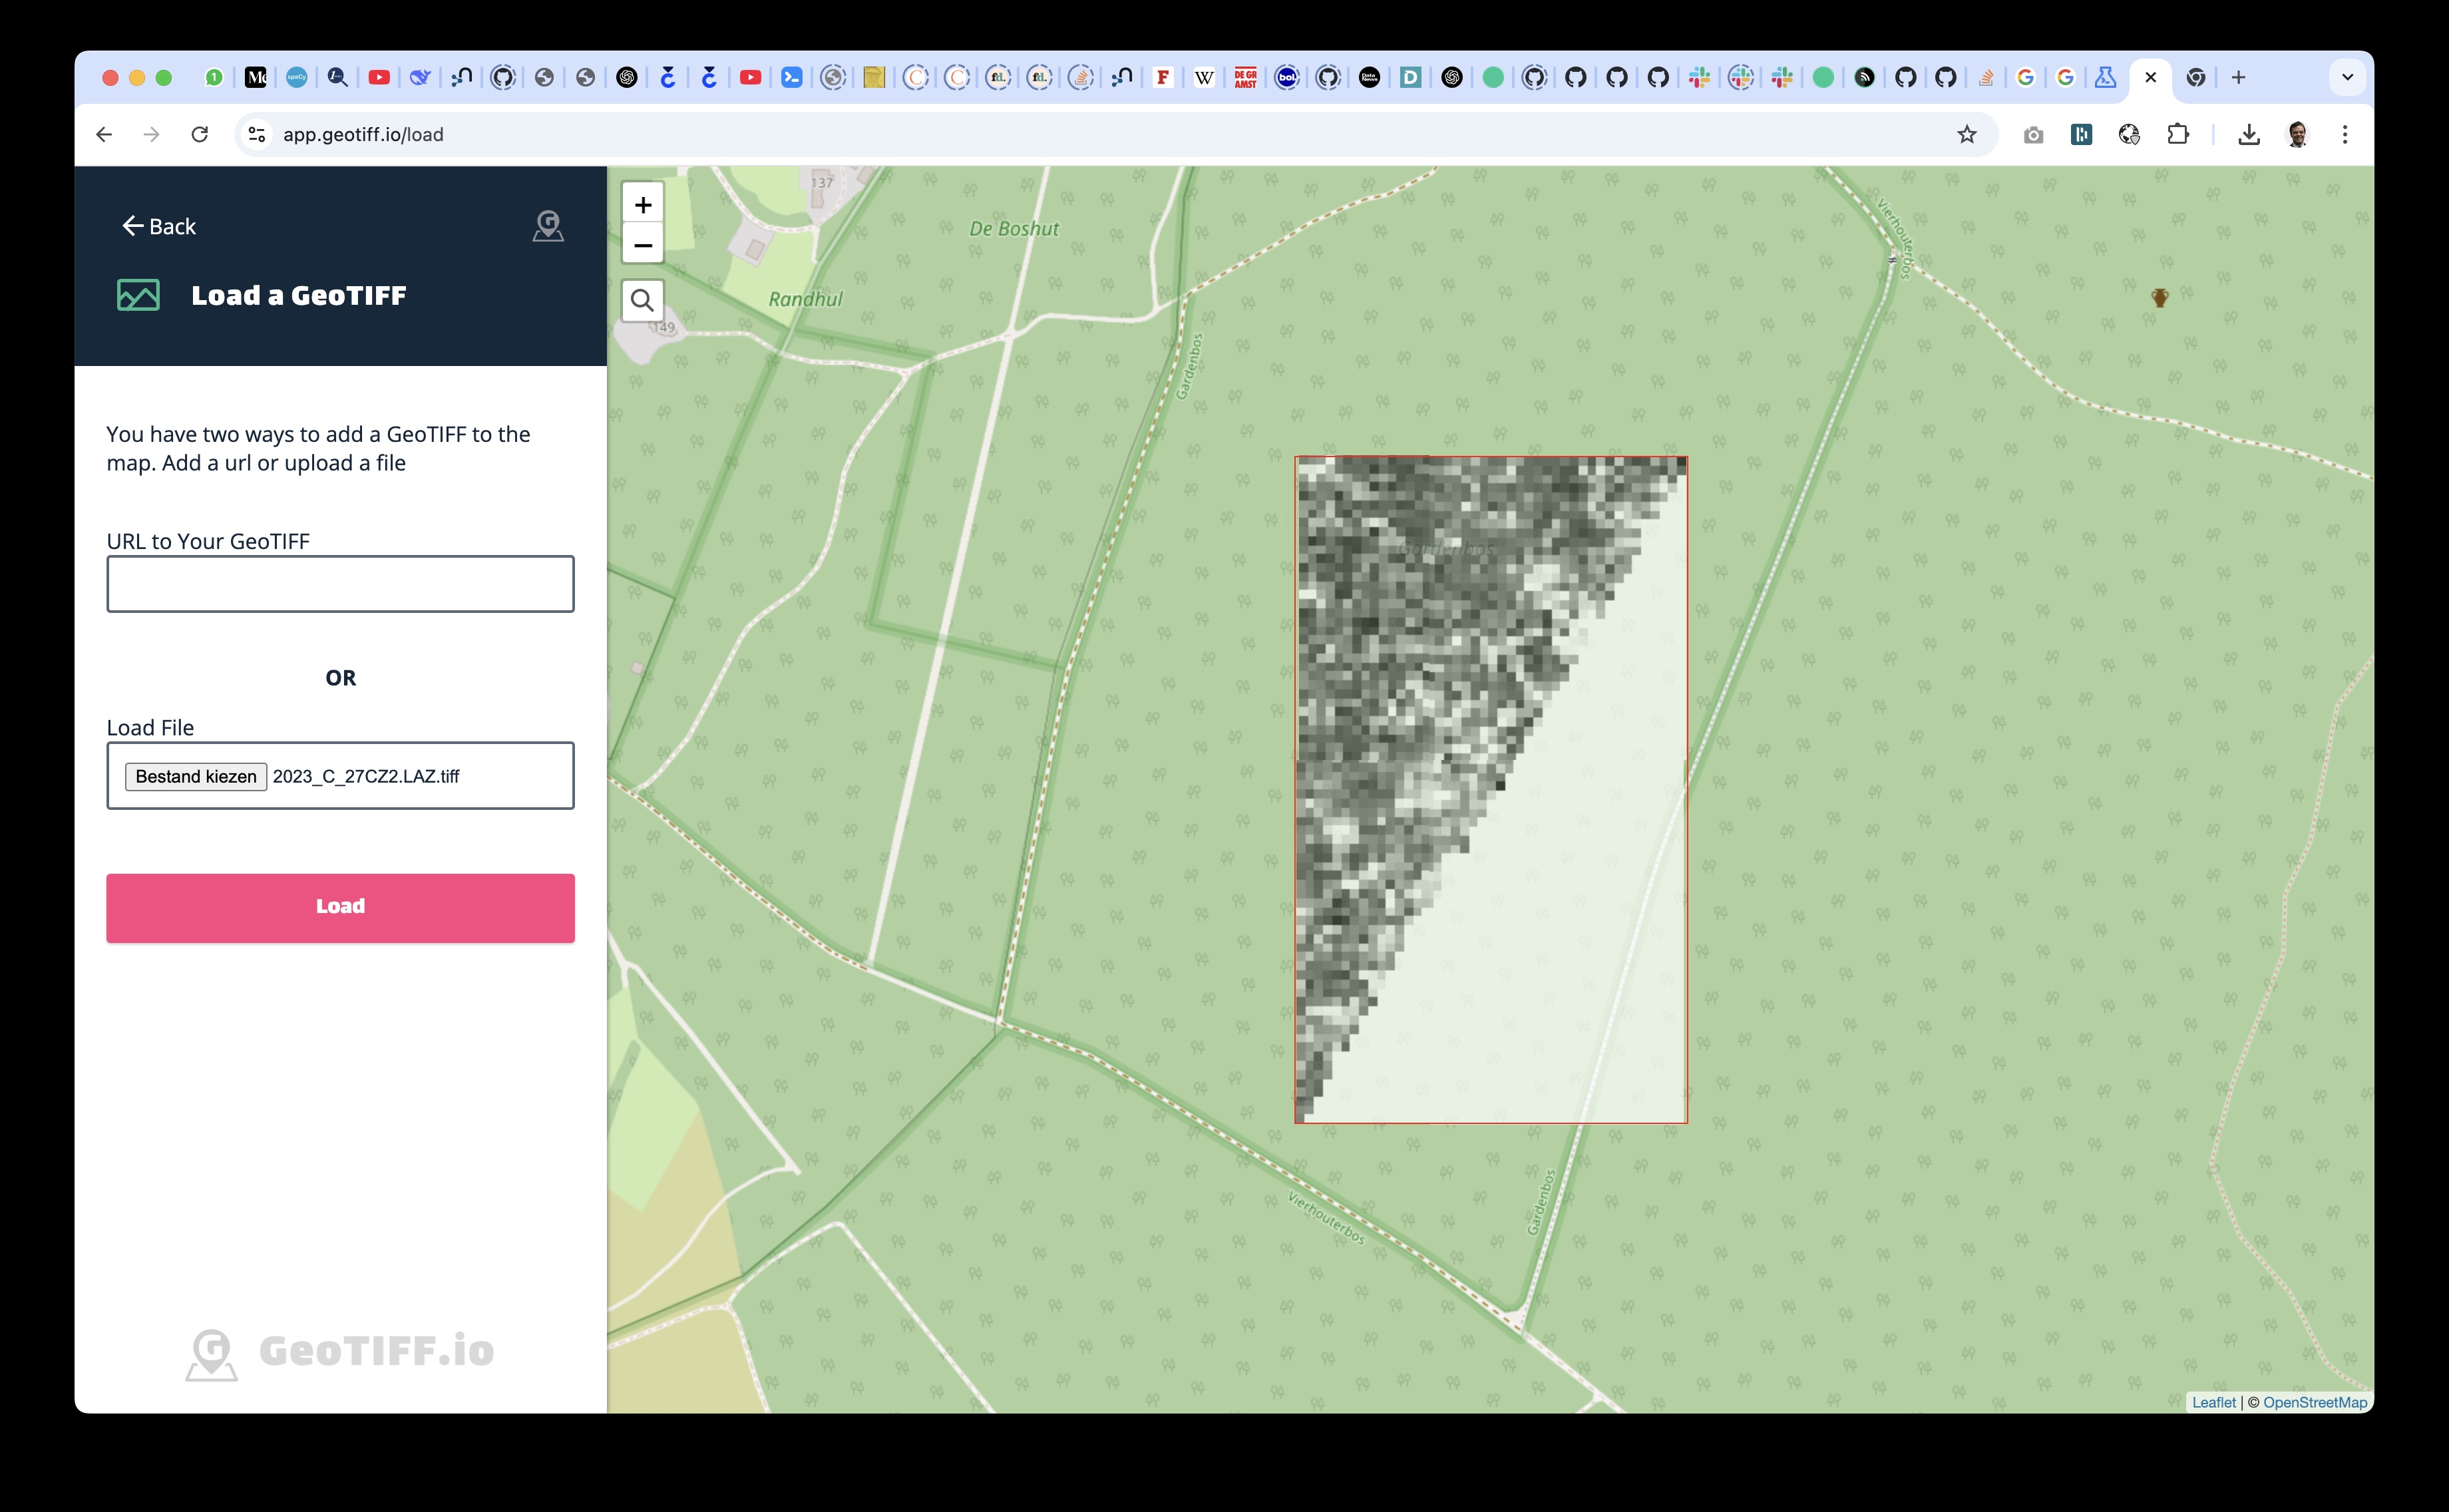 app.geotiff.io/load
Back
Load a GeoTIFF
You have two ways to add a GeoTIFF to the
map. Add a url or upload a file
URL to Your GeoTIFF
OR
Load File
Bestand kiezen 2023_C_27CZ2.LAZ.tiff
Load
GeoTIFF.io
+
−
137
De Boshut
Randhul
149
Gardenbos
Vierhouterbos
Gardenbos
Gardenbos
Vierhouterbos
Leaflet | © OpenStreetMap